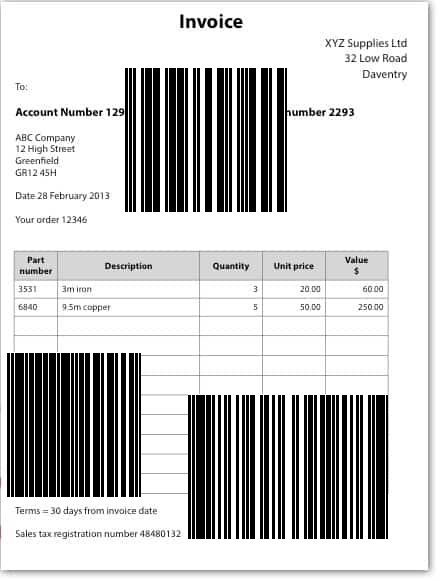 Invoice
XYZ Supplies Ltd
32 Low Road
Daventry
To:
Account Number 129
number 2293
ABC Company
12 High Street
Greenfield
GR12 45H
Date 28 February 2013
Your order 12346
Part number Description Quantity Unit price Value $
3531 3m iron 3 20.00 60.00
6840 9.5m copper 5 50.00 250.00
Terms = 30 days from invoice date
Sales tax registration number 48480132